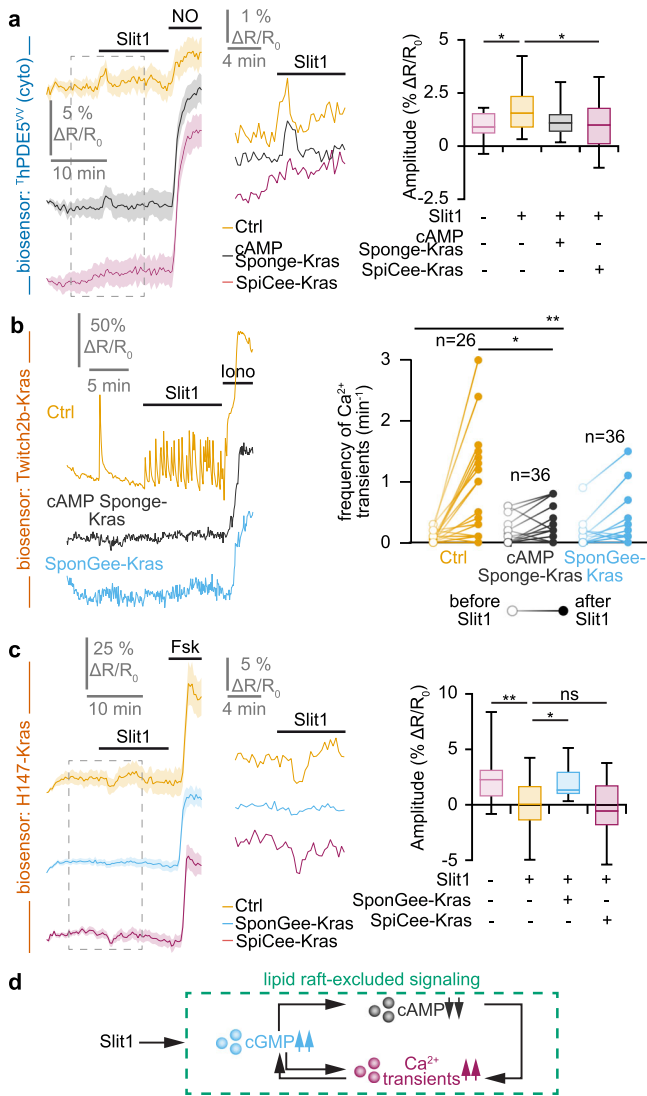 a
NO
Slit1
5 %
ΔR/R0
10 min
biosensor: ThPDE5VV (cyto)
1 %
ΔR/R0
4 min
Slit1
Ctrl
cAMP
Sponge-Kras
SpiCee-Kras
Amplitude (% ΔR/R0)
5.0
2.5
0
-2.5
* *
Slit1 - + + +
cAMP
Sponge-Kras - - + -
SpiCee-Kras - - - +
b
50%
ΔR/R0
5 min
Iono
Slit1
Ctrl
cAMP Sponge-
Kras
SponGee-Kras
biosensor: Twitch2b-Kras
frequency of Ca2+
transients (min-1)
3
2
1
0
**
n=26
*
n=36
n=36
Ctrl
cAMP
Sponge-Kras
SponGee-
Kras
before
Slit1
after
Slit1
c
25 %
ΔR/R0
10 min
Fsk
Slit1
biosensor: H147-Kras
5 %
ΔR/R0
4 min
Slit1
Ctrl
SponGee-Kras
SpiCee-Kras
Amplitude (% ΔR/R0)
10
5
0
-5
** ns
*
Slit1 - + + +
SponGee-Kras - - + -
SpiCee-Kras - - - +
d
lipid raft-excluded signaling
Slit1
cGMP
cAMP
Ca2+
transients